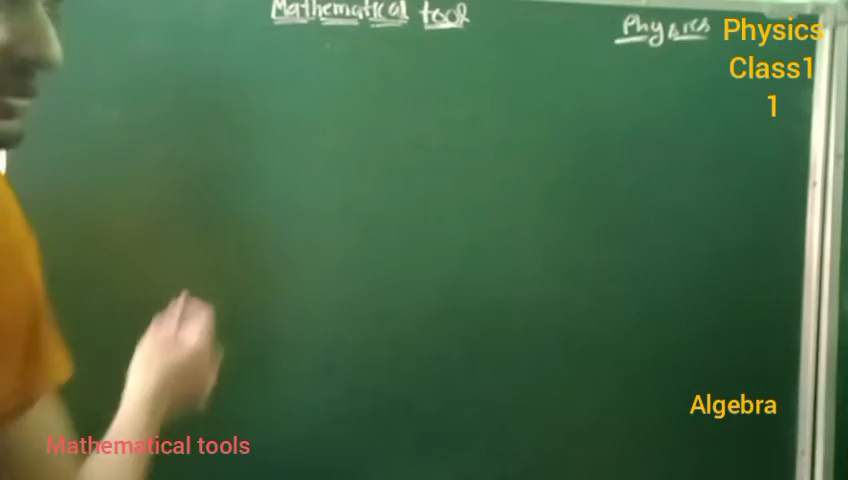 Mathematical tool
Physics
Physics
Class1
1
Algebra
Mathematical tools